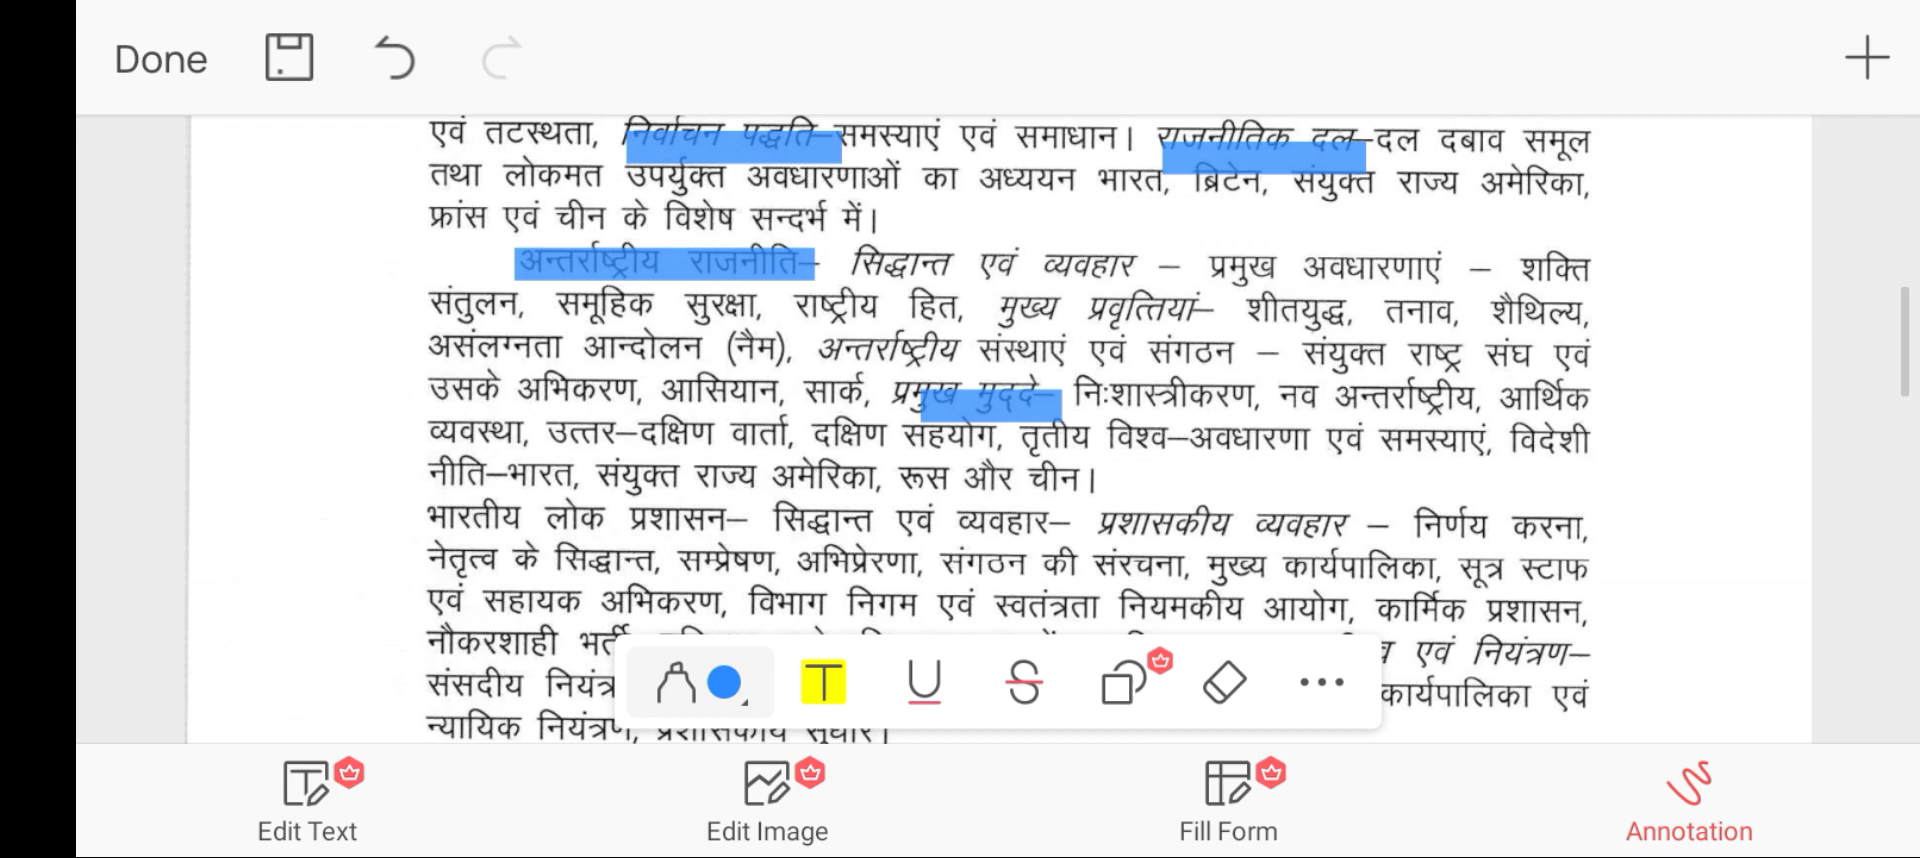 Done
एवं तटस्थता, निर्वाचन पद्धति–समस्याएं एवं समाधान। राजनीतिक दल–दल दबाव समूल
तथा लोकमत उपर्युक्त अवधारणाओं का अध्ययन भारत, ब्रिटेन, संयुक्त राज्य अमेरिका,
फ्रांस एवं चीन के विशेष सन्दर्भ में।
अन्तर्राष्ट्रीय राजनीति– सिद्धान्त एवं व्यवहार – प्रमुख अवधारणाएं – शक्ति
संतुलन, समूहिक सुरक्षा, राष्ट्रीय हित, मुख्य प्रवृत्तियां– शीतयुद्ध, तनाव, शैथिल्य,
असंलग्नता आन्दोलन (नैम), अन्तर्राष्ट्रीय संस्थाएं एवं संगठन – संयुक्त राष्ट्र संघ एवं
उसके अभिकरण, आसियान, सार्क, प्रमुख मुद्दे– निःशास्त्रीकरण, नव अन्तर्राष्ट्रीय, आर्थिक
व्यवस्था, उत्तर–दक्षिण वार्ता, दक्षिण सहयोग, तृतीय विश्व–अवधारणा एवं समस्याएं, विदेशी
नीति–भारत, संयुक्त राज्य अमेरिका, रूस और चीन।
भारतीय लोक प्रशासन– सिद्धान्त एवं व्यवहार– प्रशासकीय व्यवहार – निर्णय करना,
नेतृत्व के सिद्धान्त, सम्प्रेषण, अभिप्रेरणा, संगठन की संरचना, मुख्य कार्यपालिका, सूत्र स्टाफ
एवं सहायक अभिकरण, विभाग निगम एवं स्वतंत्रता नियमकीय आयोग, कार्मिक प्रशासन,
नौकरशाही एवं नियंत्रण–
संसदीय कार्यपालिका एवं
न्यायिक नियंत्रण, प्रशासकीय सुधार।
Edit Text Edit Image Fill Form Annotation